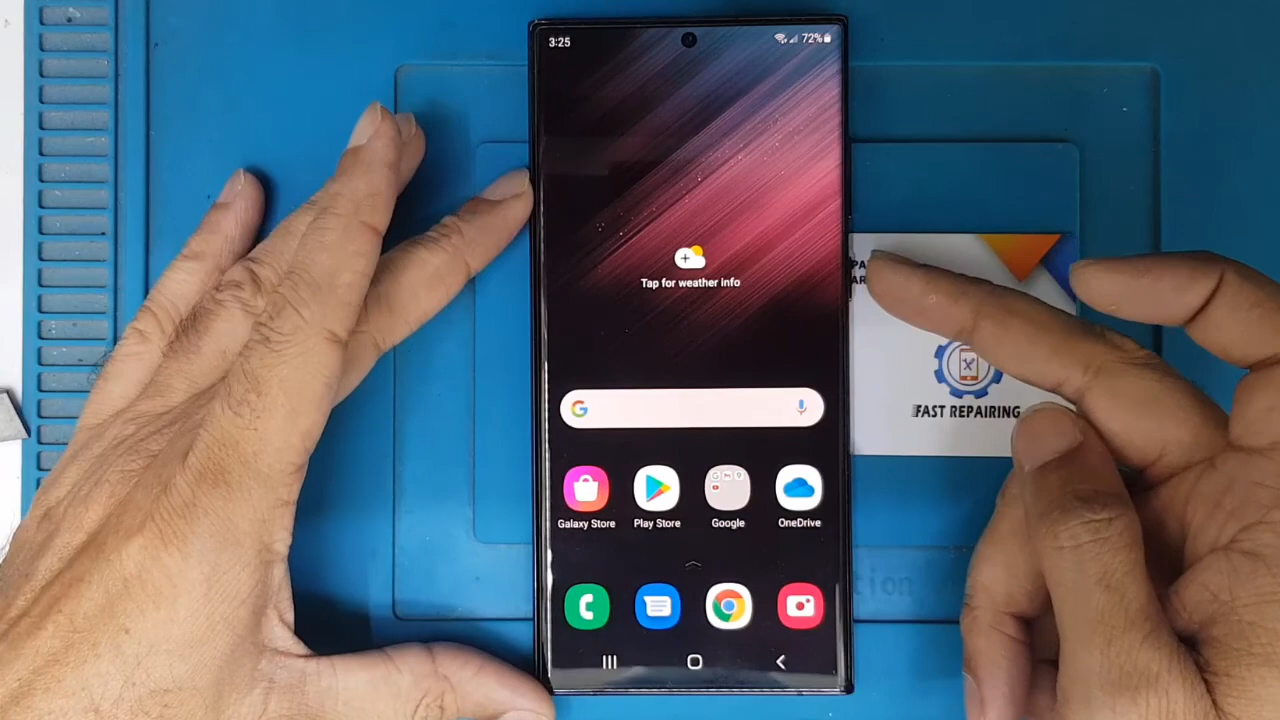 3:25
72%
Tap for weather info
Galaxy Store
Play Store
Google
OneDrive
FAST REPAIRING